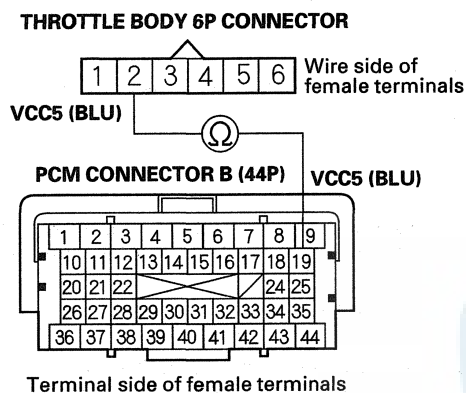 THROTTLE BODY 6P CONNECTOR
1 2 3 4 5 6
Wire side of
female terminals
VCC5 (BLU)
Ω
PCM CONNECTOR B (44P)
VCC5 (BLU)
1 2 3 4 5 6 7 8 9
10 11 12 13 14 15 16 17 18 19
20 21 22 24 25
26 27 28 29 30 31 32 33 34 35
36 37 38 39 40 41 42 43 44
Terminal side of female terminals